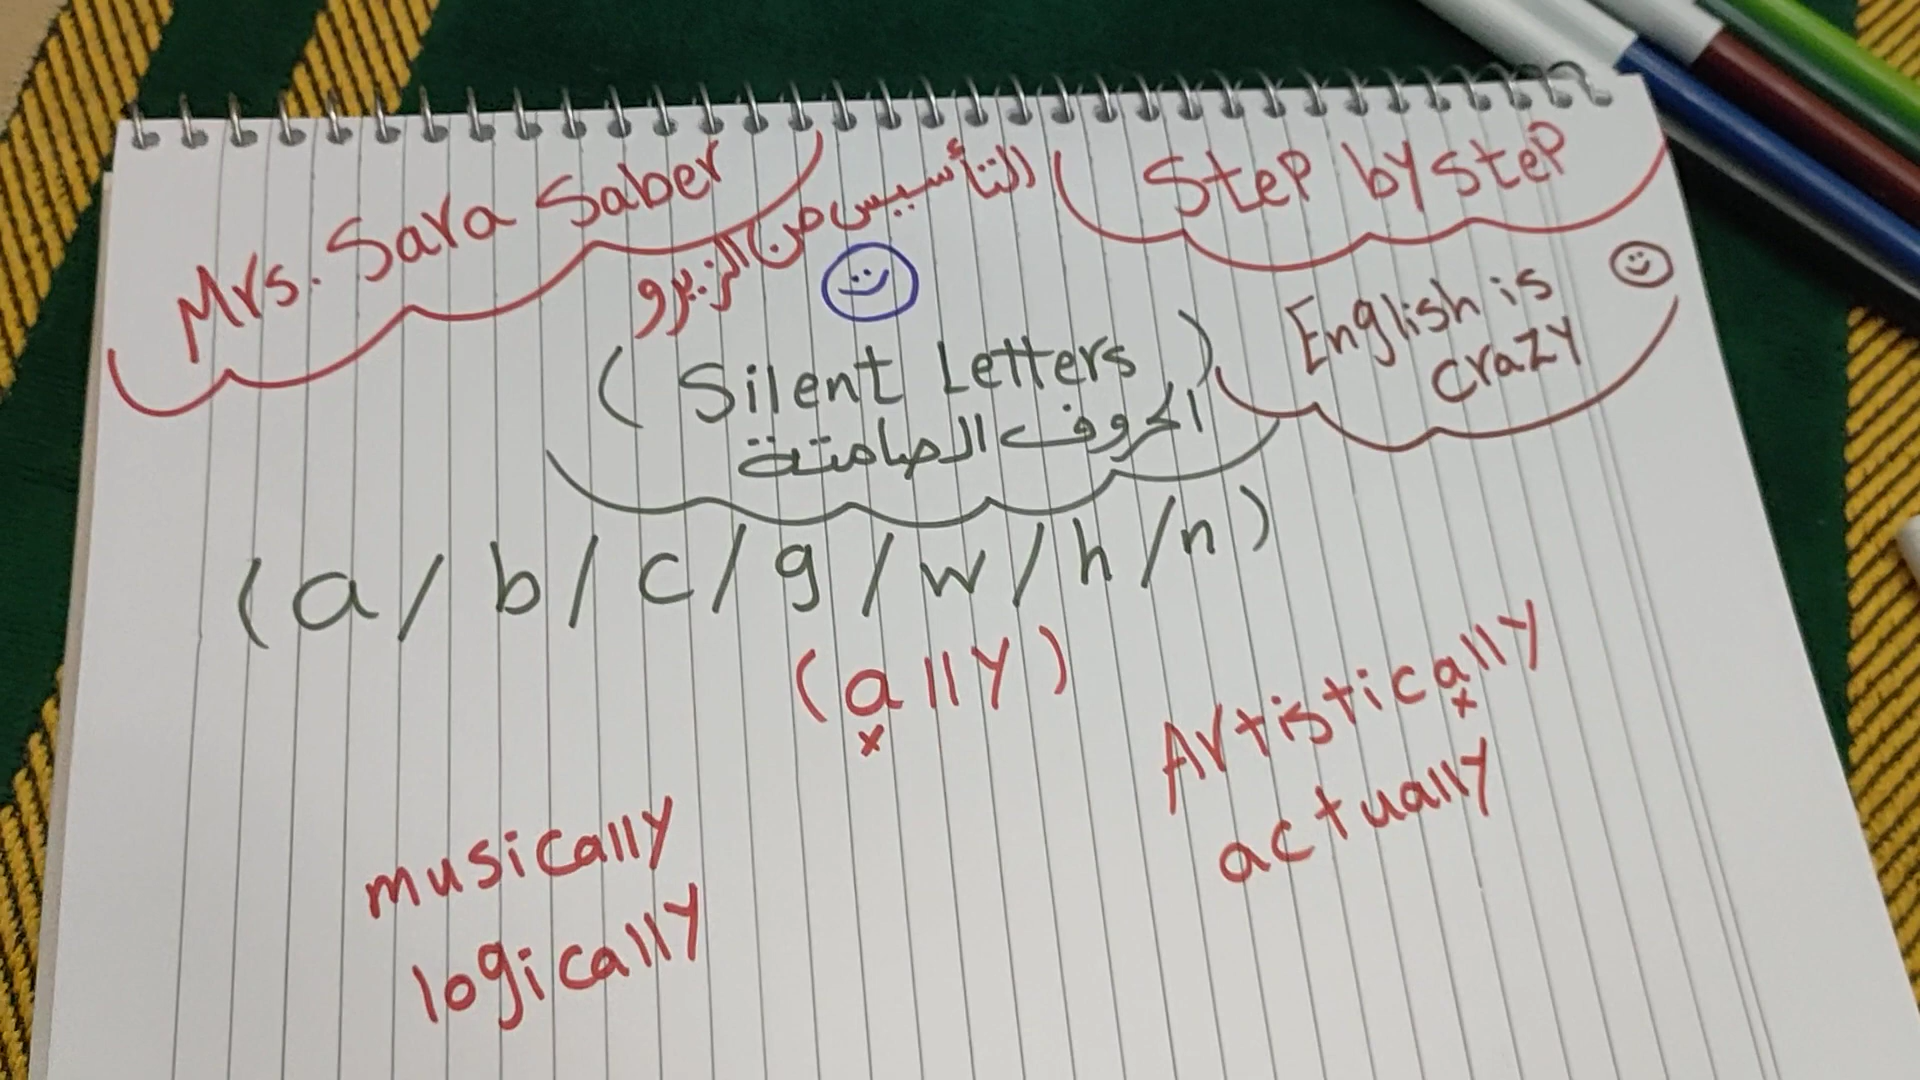 Mrs. Sara Saber
التأسيس من الزيرو
Step by step
English is
crazy
( Silent Letters )
الحروف الصامتة
(a/ b/ c/ g / w / h / n )
( ally )
x
Artistically
x
actually
musically
logically